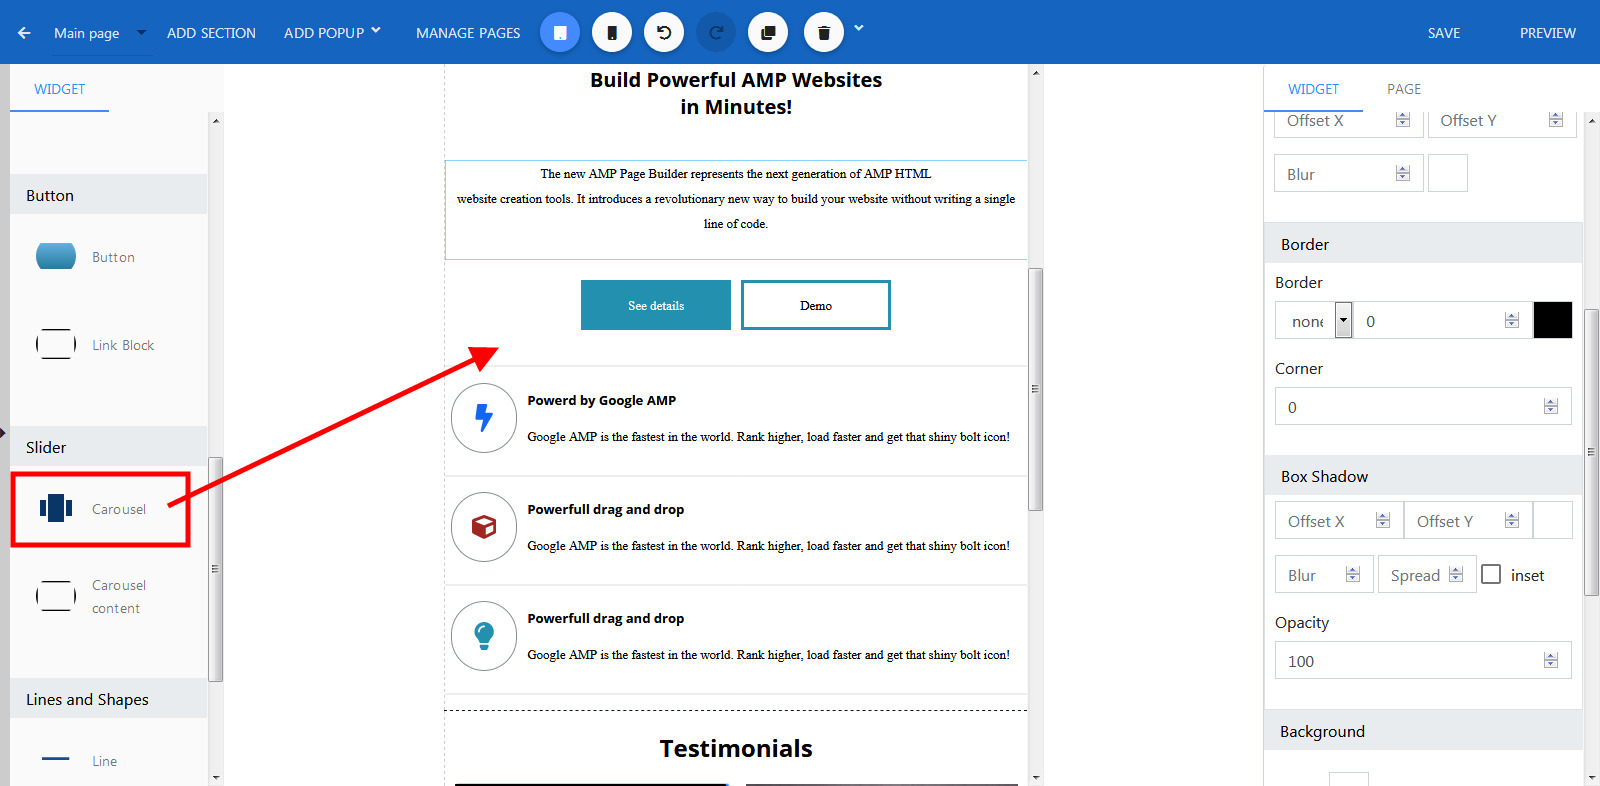 Main page ADD SECTION ADD POPUP MANAGE PAGES SAVE PREVIEW
WIDGET
Button
Button
Link Block
Slider
Carousel
Carousel
content
Lines and Shapes
Line
Build Powerful AMP Websites
in Minutes!
The new AMP Page Builder represents the next generation of AMP HTML
website creation tools. It introduces a revolutionary new way to build your website without writing a single
line of code.
See details Demo
Powerd by Google AMP
Google AMP is the fastest in the world. Rank higher, load faster and get that shiny bolt icon!
Powerfull drag and drop
Google AMP is the fastest in the world. Rank higher, load faster and get that shiny bolt icon!
Powerfull drag and drop
Google AMP is the fastest in the world. Rank higher, load faster and get that shiny bolt icon!
Testimonials
WIDGET PAGE
Offset X Offset Y
Blur
Border
Border
none 0
Corner
0
Box Shadow
Offset X Offset Y
Blur Spread inset
Opacity
100
Background